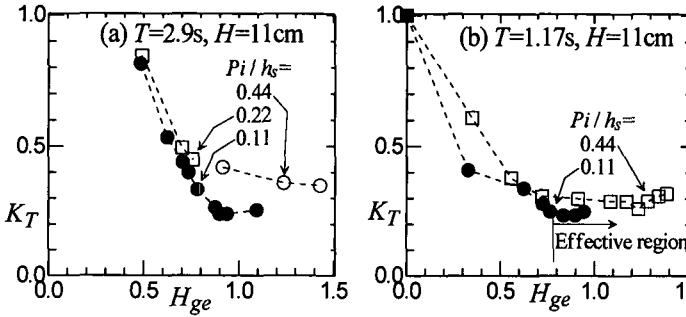 1.0
(a) T=2.9s, H=11cm
Pi / hs=
0.44
0.22
0.11
0.5
KT
0.0
0.0
0.5
1.0
1.5
Hge
1.0
(b) T=1.17s, H=11cm
Pi / hs=
0.44
0.11
0.5
KT
Effective region
0.0
0.0
0.5
1.0
1.
Hge